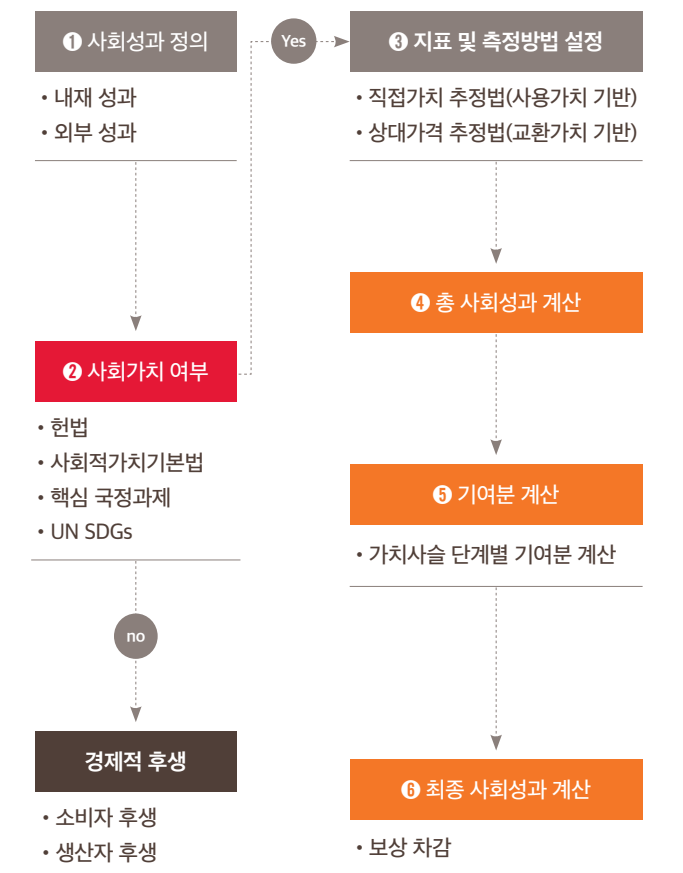 ❶ 사회성과 정의
• 내재 성과
• 외부 성과
❷ 사회가치 여부
• 헌법
• 사회적가치기본법
• 핵심 국정과제
• UN SDGs
no
경제적 후생
• 소비자 후생
• 생산자 후생
Yes
❸ 지표 및 측정방법 설정
• 직접가치 추정법(사용가치 기반)
• 상대가격 추정법(교환가치 기반)
❹ 총 사회성과 계산
❺ 기여분 계산
• 가치사슬 단계별 기여분 계산
❻ 최종 사회성과 계산
• 보상 차감